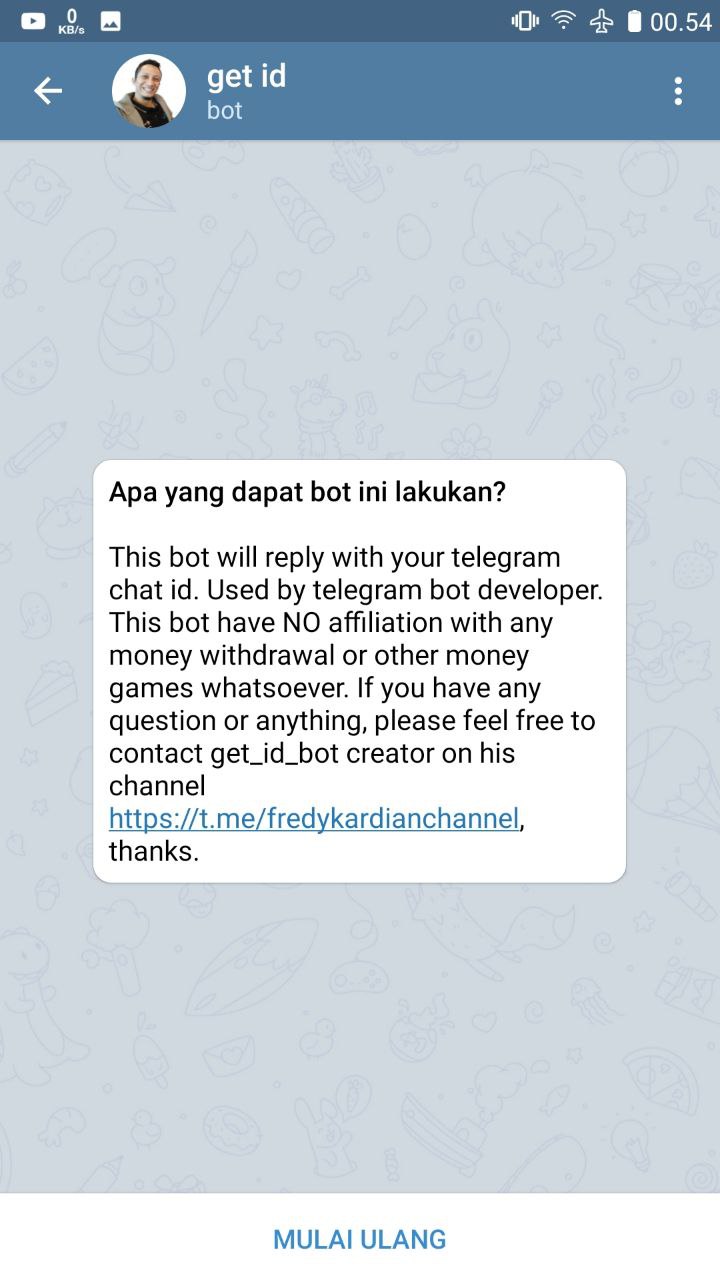 0
KB/s
00.54
get id
bot
Apa yang dapat bot ini lakukan?
This bot will reply with your telegram
chat id. Used by telegram bot developer.
This bot have NO affiliation with any
money withdrawal or other money
games whatsoever. If you have any
question or anything, please feel free to
contact get_id_bot creator on his
channel
https://t.me/fredykardianchannel,
thanks.
MULAI ULANG